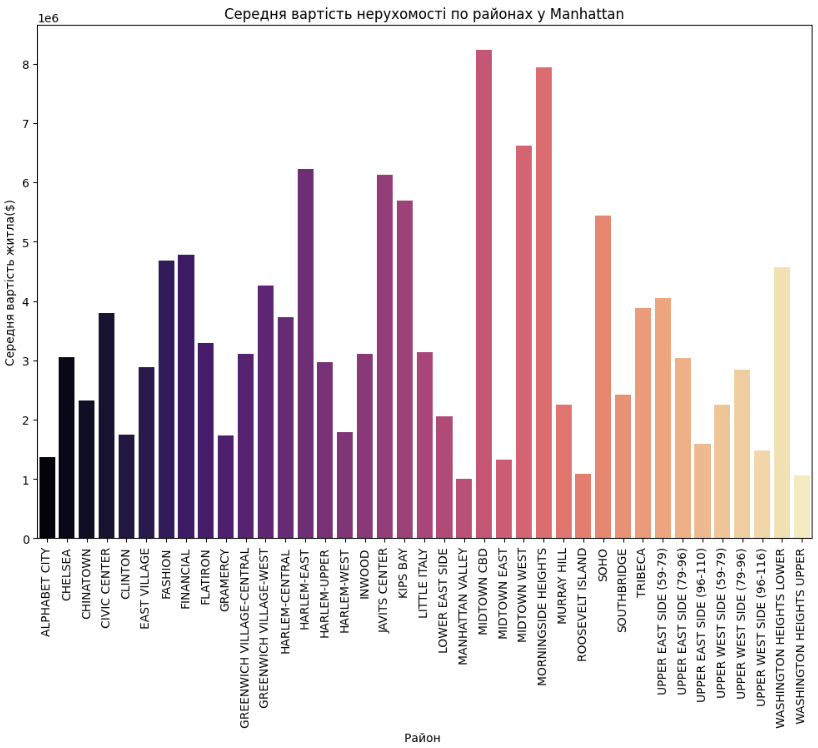 Середня вартість нерухомості по районах у Manhattan
1e6
Середня вартість житла($)
8
7
6
5
4
3
2
1
0
ALPHABET CITY
CHELSEA
CHINATOWN
CIVIC CENTER
CLINTON
EAST VILLAGE
FASHION
FINANCIAL
FLATIRON
GRAMERCY
GREENWICH VILLAGE-CENTRAL
GREENWICH VILLAGE-WEST
HARLEM-CENTRAL
HARLEM-EAST
HARLEM-UPPER
HARLEM-WEST
INWOOD
JAVITS CENTER
KIPS BAY
LITTLE ITALY
LOWER EAST SIDE
MANHATTAN VALLEY
MIDTOWN CBD
MIDTOWN EAST
MIDTOWN WEST
MORNINGSIDE HEIGHTS
MURRAY HILL
ROOSEVELT ISLAND
SOHO
SOUTHBRIDGE
TRIBECA
UPPER EAST SIDE (59-79)
UPPER EAST SIDE (79-96)
UPPER EAST SIDE (96-110)
UPPER WEST SIDE (59-79)
UPPER WEST SIDE (79-96)
UPPER WEST SIDE (96-116)
WASHINGTON HEIGHTS LOWER
WASHINGTON HEIGHTS UPPER
Район